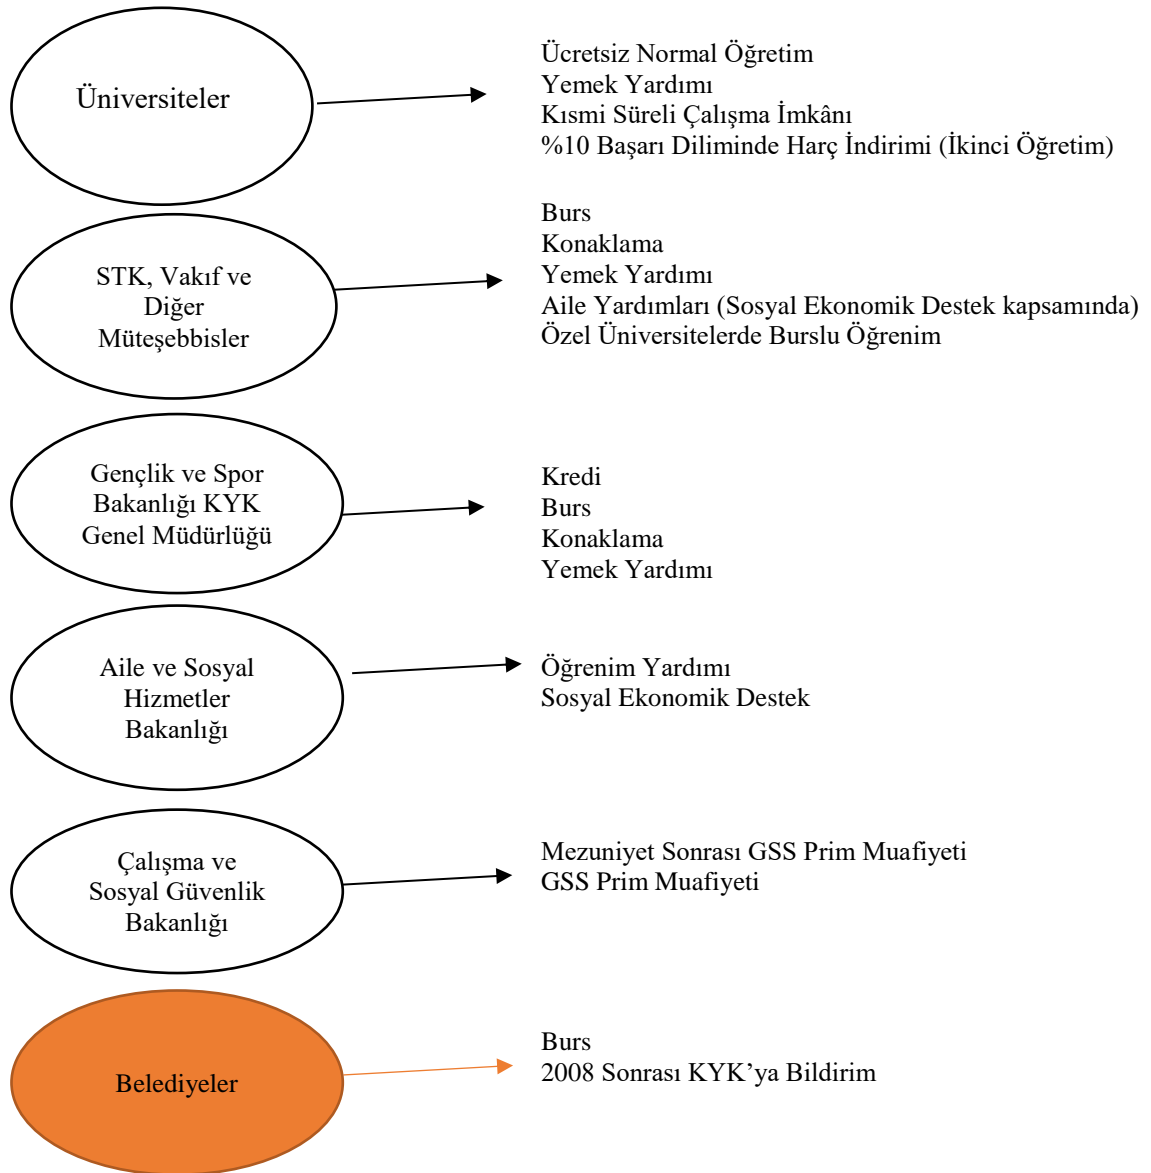 Üniversiteler
Ücretsiz Normal Öğretim
Yemek Yardımı
Kısmi Süreli Çalışma İmkânı
%10 Başarı Diliminde Harç İndirimi (İkinci Öğretim)
STK, Vakıf ve
Diğer
Müteşebbisler
Burs
Konaklama
Yemek Yardımı
Aile Yardımları (Sosyal Ekonomik Destek kapsamında)
Özel Üniversitelerde Burslu Öğrenim
Gençlik ve Spor
Bakanlığı KYK
Genel Müdürlüğü
Kredi
Burs
Konaklama
Yemek Yardımı
Aile ve Sosyal
Hizmetler
Bakanlığı
Öğrenim Yardımı
Sosyal Ekonomik Destek
Çalışma ve
Sosyal Güvenlik
Bakanlığı
Mezuniyet Sonrası GSS Prim Muafiyeti
GSS Prim Muafiyeti
Belediyeler
Burs
2008 Sonrası KYK’ya Bildirim